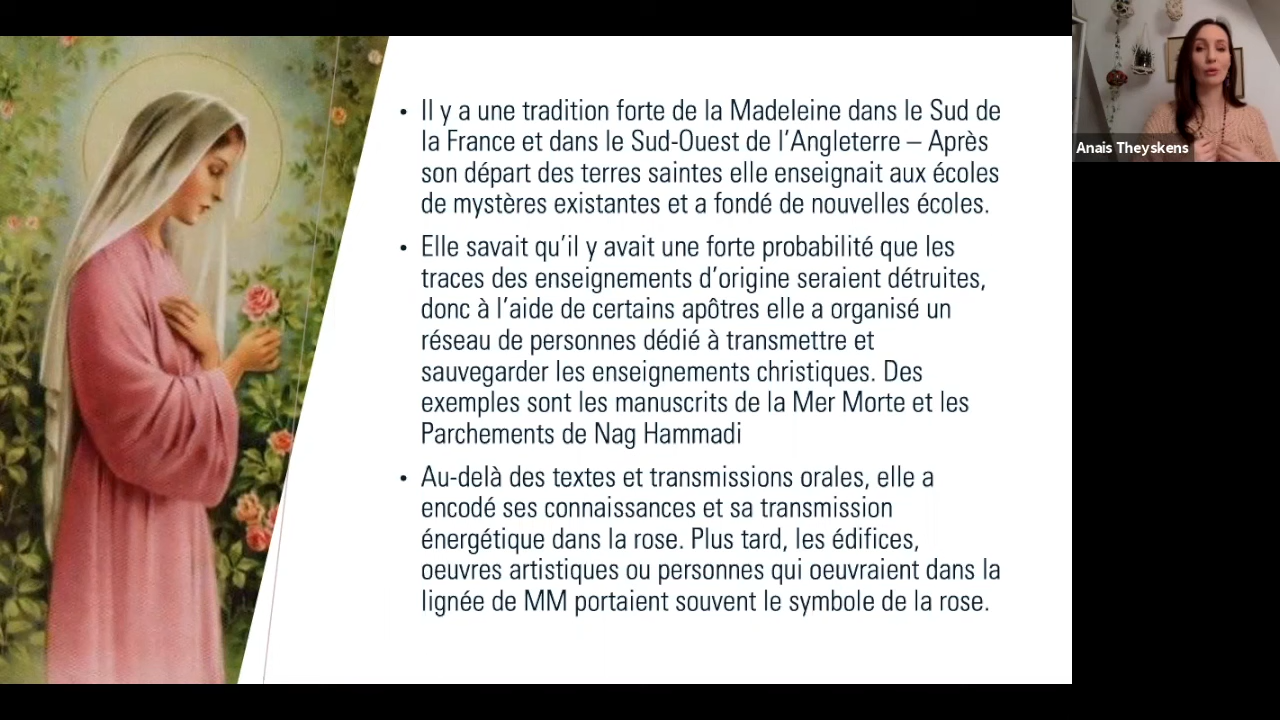 • Il y a une tradition forte de la Madeleine dans le Sud de
la France et dans le Sud-Ouest de l'Angleterre – Après
son départ des terres saintes elle enseignait aux écoles
de mystères existantes et a fondé de nouvelles écoles.
• Elle savait qu'il y avait une forte probabilité que les
traces des enseignements d'origine seraient détruites,
donc à l'aide de certains apôtres elle a organisé un
réseau de personnes dédié à transmettre et
sauvegarder les enseignements christiques. Des
exemples sont les manuscrits de la Mer Morte et les
Parchements de Nag Hammadi
• Au-delà des textes et transmissions orales, elle a
encodé ses connaissances et sa transmission
énergétique dans la rose. Plus tard, les édifices,
oeuvres artistiques ou personnes qui oeuvraient dans la
lignée de MM portaient souvent le symbole de la rose.
Anais Theyskens